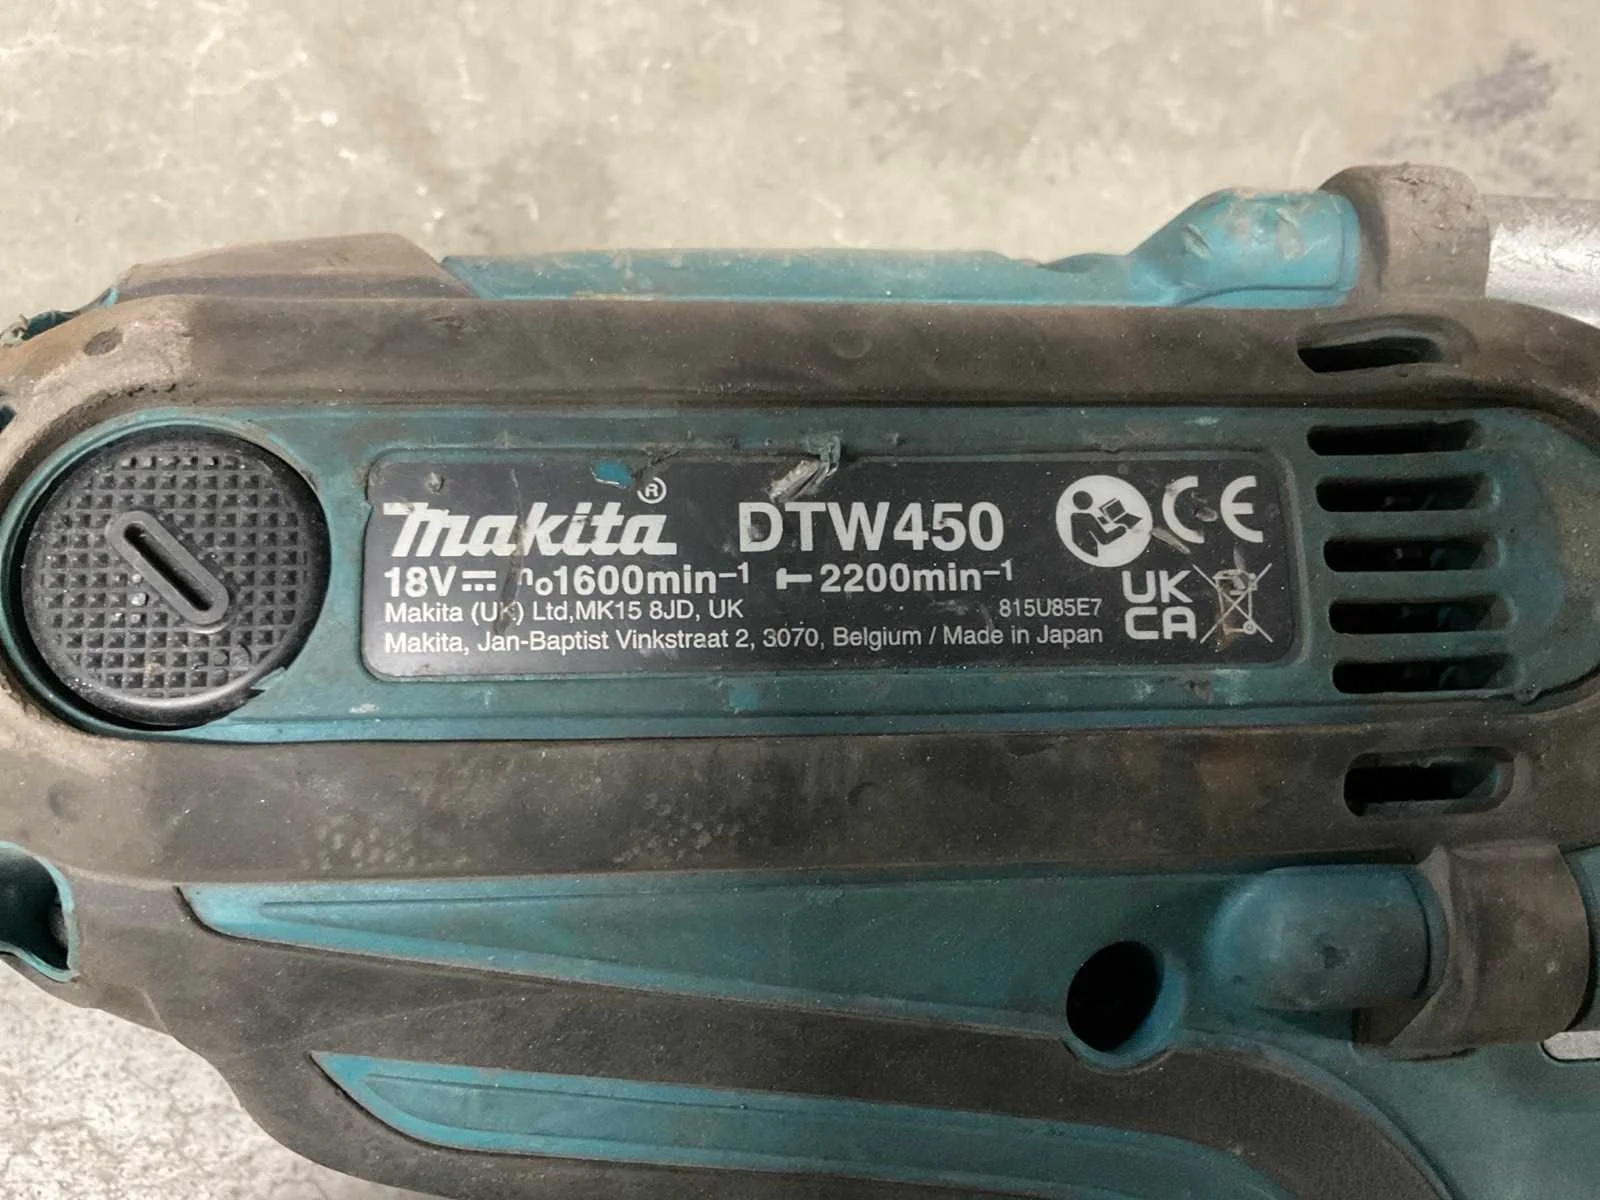 makita® DTW450 CE
18V⎓ n₀1600min⁻¹ 2200min⁻¹
Makita (UK) Ltd,MK15 8JD, UK 815U85E7 UK
Makita, Jan-Baptist Vinkstraat 2, 3070, Belgium / Made in Japan CA